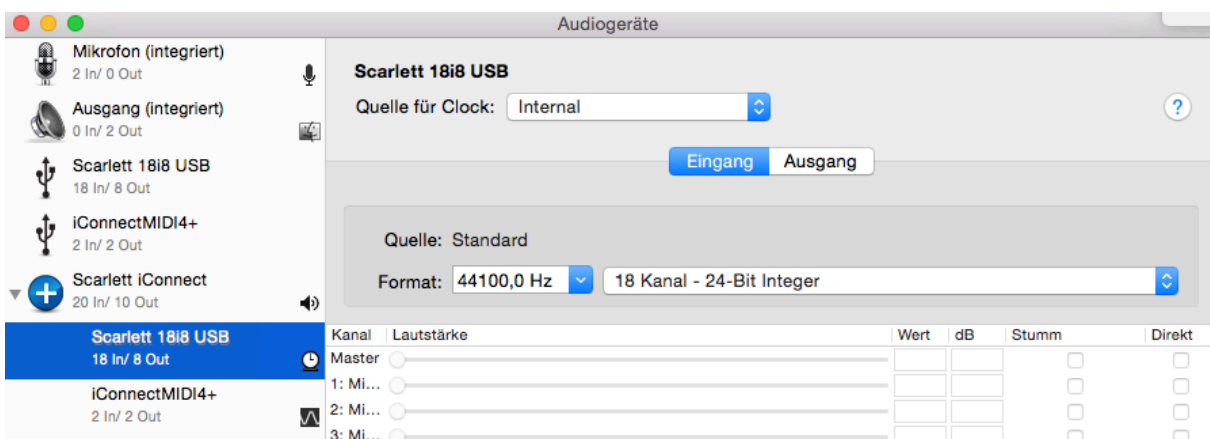 Audiogeräte
Mikrofon (integriert)
2 In/ 0 Out
Ausgang (integriert)
0 In/ 2 Out
Scarlett 18i8 USB
18 In/ 8 Out
iConnectMIDI4+
2 In/ 2 Out
Scarlett iConnect
20 In/ 10 Out
Scarlett 18i8 USB
18 In/ 8 Out
iConnectMIDI4+
2 In/ 2 Out
Scarlett 18i8 USB
Quelle für Clock: Internal
?
Eingang Ausgang
Quelle: Standard
Format: 44100,0 Hz 18 Kanal - 24-Bit Integer
Kanal Lautstärke Wert dB Stumm Direkt
Master
1: Mi...
2: Mi...
3: Mi...